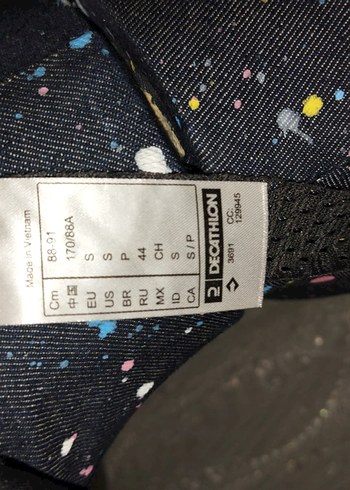 Made in Vietnam
Cm 88-91
中国 170/88A
EU S
US S
BR P
RU 44
MX CH
ID S
CA S / P
DECATHLON
3691 CC:
129945